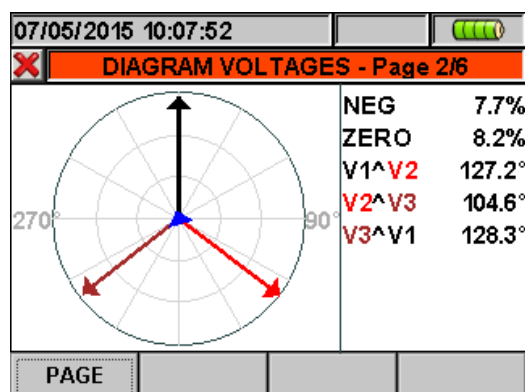 07/05/2015 10:07:52
DIAGRAM VOLTAGES - Page 2/6
NEG 7.7%
ZERO 8.2%
V1^V2 127.2°
V2^V3 104.6°
V3^V1 128.3°
270°
90°
PAGE